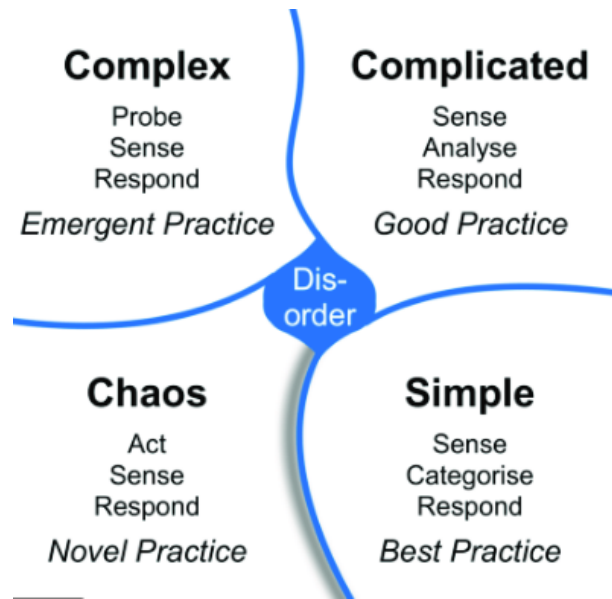 Complex
Probe
Sense
Respond
Emergent Practice
Complicated
Sense
Analyse
Respond
Good Practice
Dis-
order
Chaos
Act
Sense
Respond
Novel Practice
Simple
Sense
Categorise
Respond
Best Practice